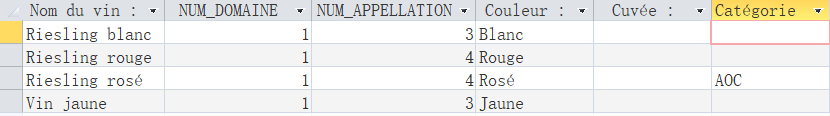 Nom du vin : NUM_DOMAINE NUM_APPELLATION Couleur : Cuvée : Catégorie
Riesling blanc 1 3 Blanc
Riesling rouge 1 4 Rouge
Riesling rosé 1 4 Rosé AOC
Vin jaune 1 3 Jaune